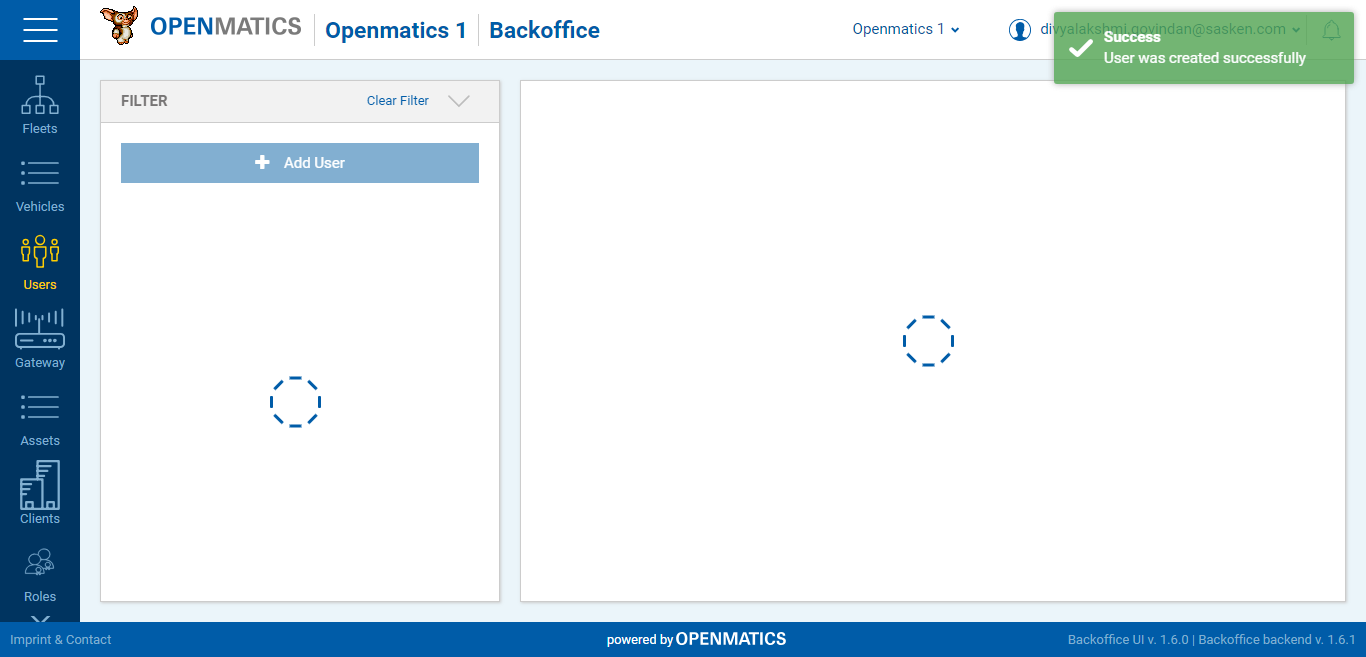 OPENMATICS
Openmatics 1
Backoffice
Openmatics 1
divyalakshmi.govindan@sasken.com
Success
User was created successfully
FILTER
Clear Filter
Add User
Fleets
Vehicles
Users
Gateway
Assets
Clients
Roles
Imprint & Contact
powered by OPENMATICS
Backoffice UI v. 1.6.0 | Backoffice backend v. 1.6.1